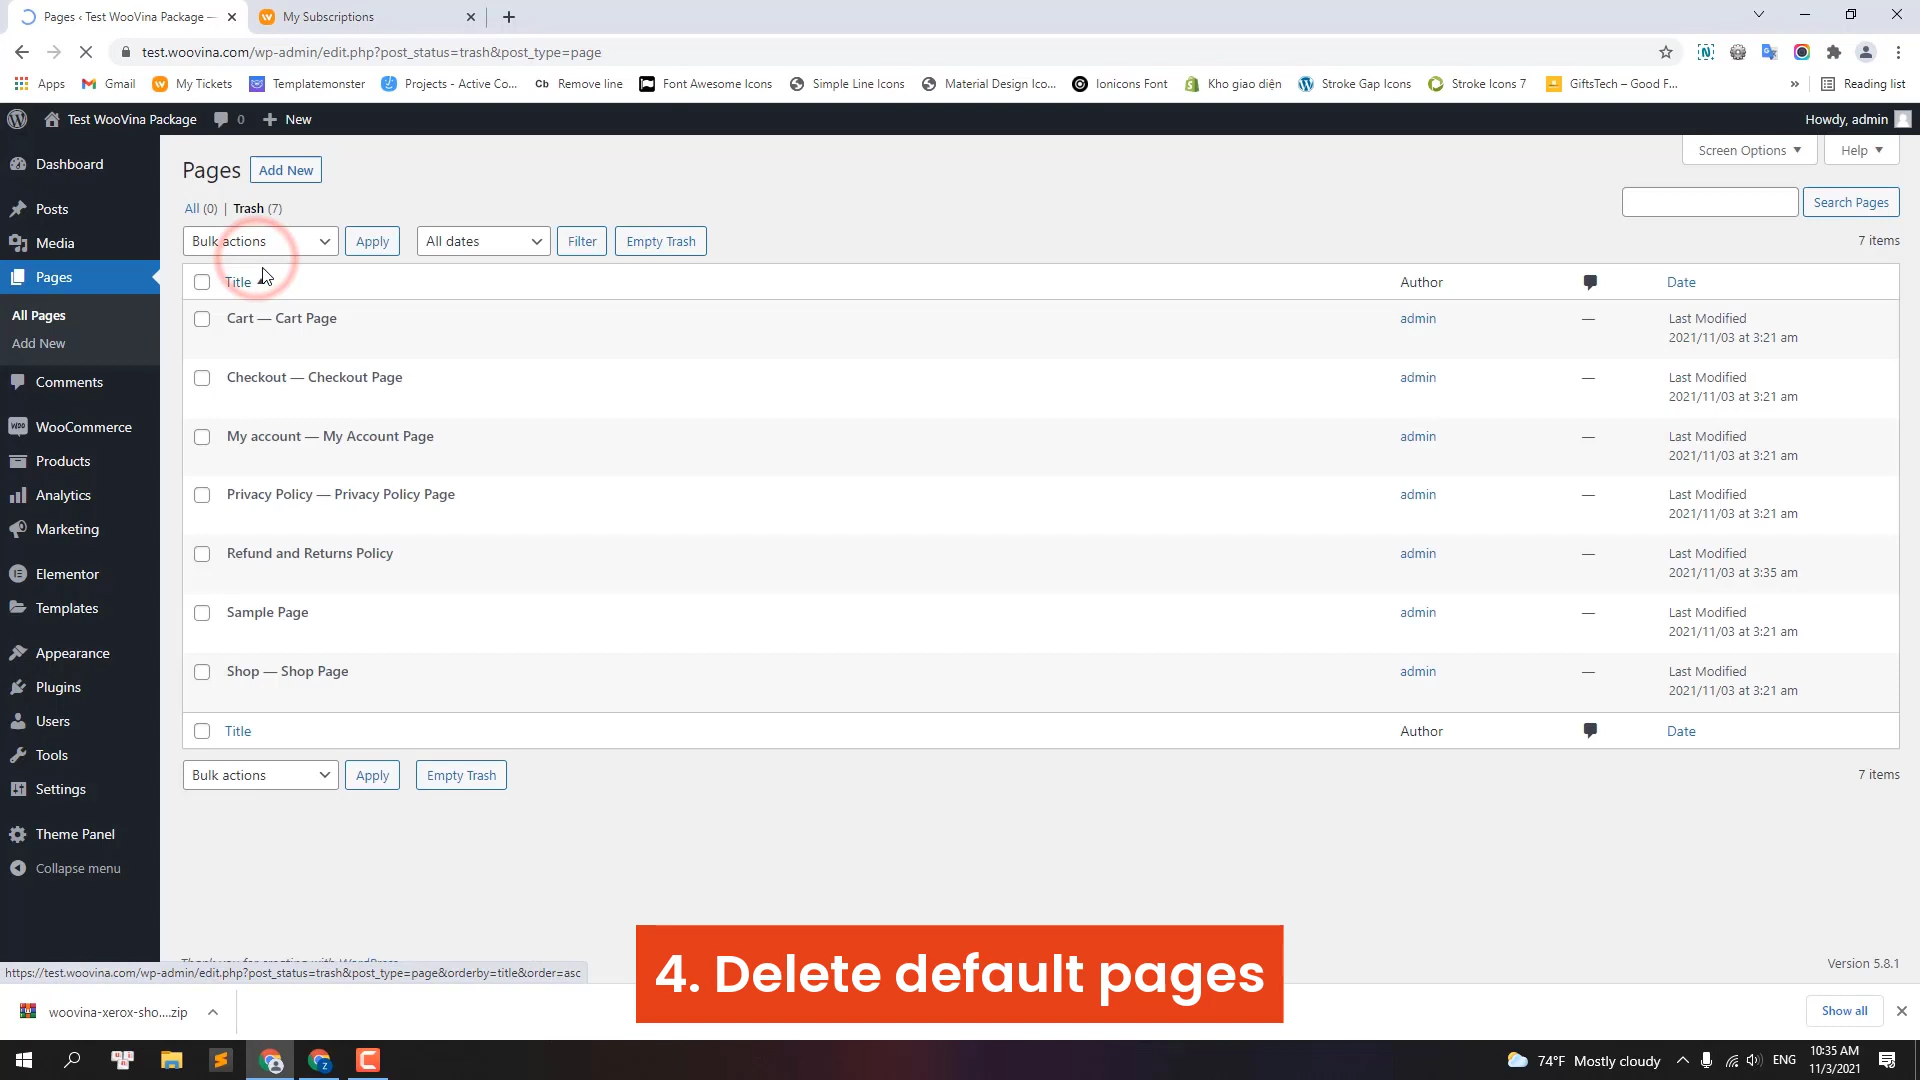 Pages ‹ Test WooVina Package —
My Subscriptions
test.woovina.com/wp-admin/edit.php?post_status=trash&post_type=page
Apps
Gmail
My Tickets
Templatemonster
Projects - Active Co...
Cb Remove line
Font Awesome Icons
Simple Line Icons
Material Design Ico...
Ionicons Font
Kho giao diện
Stroke Gap Icons
Stroke Icons 7
GiftsTech – Good F...
»
Reading list
Test WooVina Package
0
New
Howdy, admin
Dashboard
Posts
Media
Pages
All Pages
Add New
Comments
WooCommerce
Products
Analytics
Marketing
Elementor
Templates
Appearance
Plugins
Users
Tools
Settings
Theme Panel
Collapse menu
Screen Options
Help
Pages
Add New
All (0) | Trash (7)
Search Pages
Bulk actions
Apply
All dates
Filter
Empty Trash
7 items
Title
Author
Date
Cart — Cart Page
admin
—
Last Modified
2021/11/03 at 3:21 am
Checkout — Checkout Page
admin
—
Last Modified
2021/11/03 at 3:21 am
My account — My Account Page
admin
—
Last Modified
2021/11/03 at 3:21 am
Privacy Policy — Privacy Policy Page
admin
—
Last Modified
2021/11/03 at 3:21 am
Refund and Returns Policy
admin
—
Last Modified
2021/11/03 at 3:35 am
Sample Page
admin
—
Last Modified
2021/11/03 at 3:21 am
Shop — Shop Page
admin
—
Last Modified
2021/11/03 at 3:21 am
Title
Author
Date
Bulk actions
Apply
Empty Trash
7 items
4. Delete default pages
Version 5.8.1
https://test.woovina.com/wp-admin/edit.php?post_status=trash&post_type=page&orderby=title&order=asc
woovina-xerox-sho....zip
Show all
74°F Mostly cloudy
ENG
10:35 AM
11/3/2021